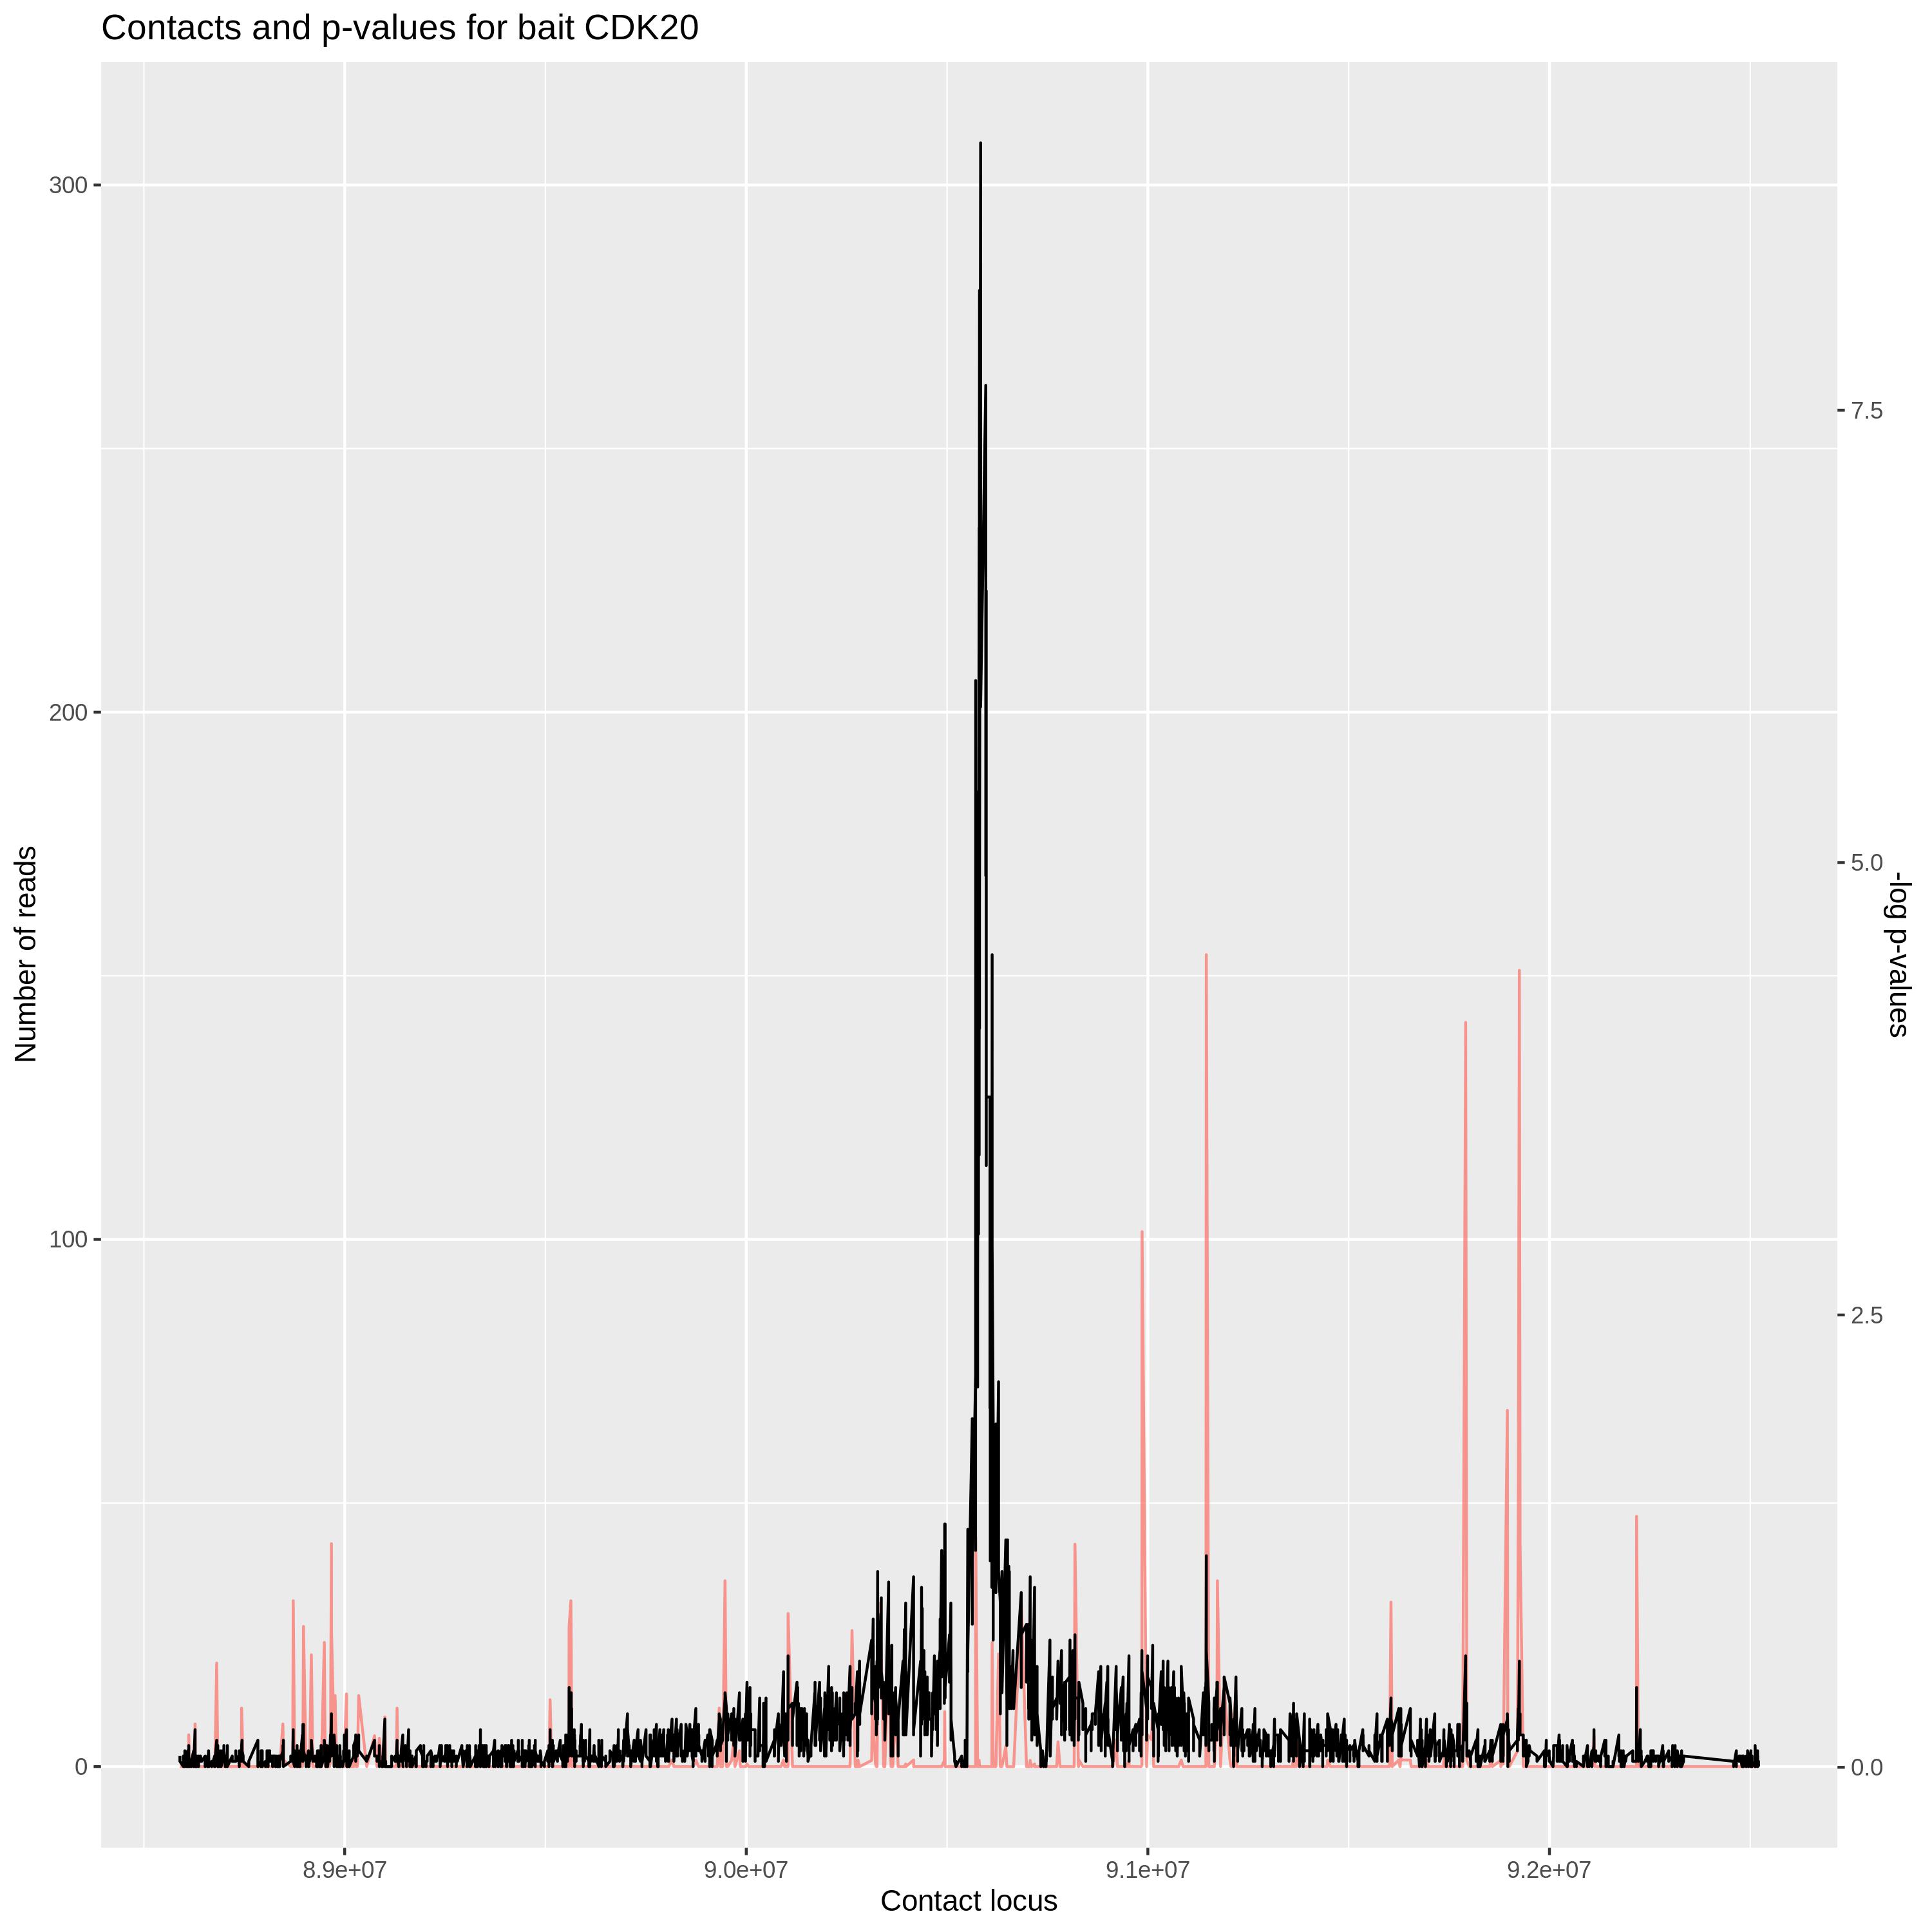 Contacts and p-values for bait CDK20
300
200
100
0
Number of reads
7.5
5.0
2.5
0.0
-log p-values
8.9e+07 9.0e+07 9.1e+07 9.2e+07
Contact locus